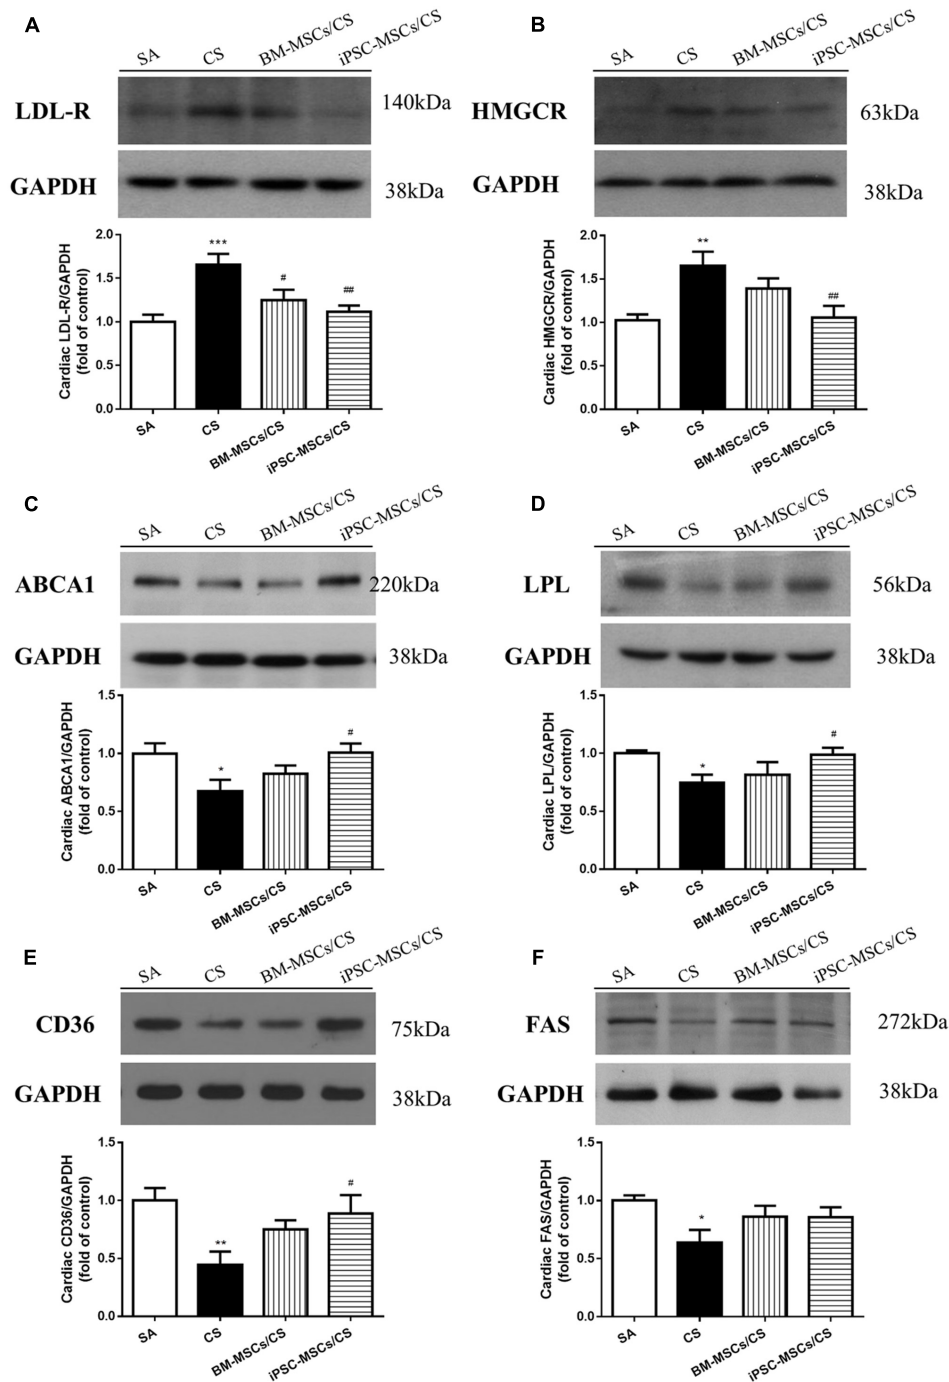 A
SA CS BM-MSCs/CS iPSC-MSCs/CS
LDL-R 140kDa
GAPDH 38kDa
Cardiac LDL-R/GAPDH
(fold of control)
2.0
1.5
1.0
0.5
0.0
***
#
##
SA CS BM-MSCs/CS iPSC-MSCs/CS
B
SA CS BM-MSCs/CS iPSC-MSCs/CS
HMGCR 63kDa
GAPDH 38kDa
Cardiac HMGCR/GAPDH
(fold of control)
2.0
1.5
1.0
0.5
0.0
**
##
SA CS BM-MSCs/CS iPSC-MSCs/CS
C
SA CS BM-MSCs/CS iPSC-MSCs/CS
ABCA1 220kDa
GAPDH 38kDa
Cardiac ABCA1/GAPDH
(fold of control)
1.5
1.0
0.5
0.0
*
#
SA CS BM-MSCs/CS iPSC-MSCs/CS
D
SA CS BM-MSCs/CS iPSC-MSCs/CS
LPL 56kDa
GAPDH 38kDa
Cardiac LPL/GAPDH
(fold of control)
1.5
1.0
0.5
0.0
*
#
SA CS BM-MSCs/CS iPSC-MSCs/CS
E
SA CS BM-MSCs/CS iPSC-MSCs/CS
CD36 75kDa
GAPDH 38kDa
Cardiac CD36/GAPDH
(fold of control)
1.5
1.0
0.5
0.0
**
#
SA CS BM-MSCs/CS iPSC-MSCs/CS
F
SA CS BM-MSCs/CS iPSC-MSCs/CS
FAS 272kDa
GAPDH 38kDa
Cardiac FAS/GAPDH
(fold of control)
1.5
1.0
0.5
0.0
*
SA CS BM-MSCs/CS iPSC-MSCs/CS